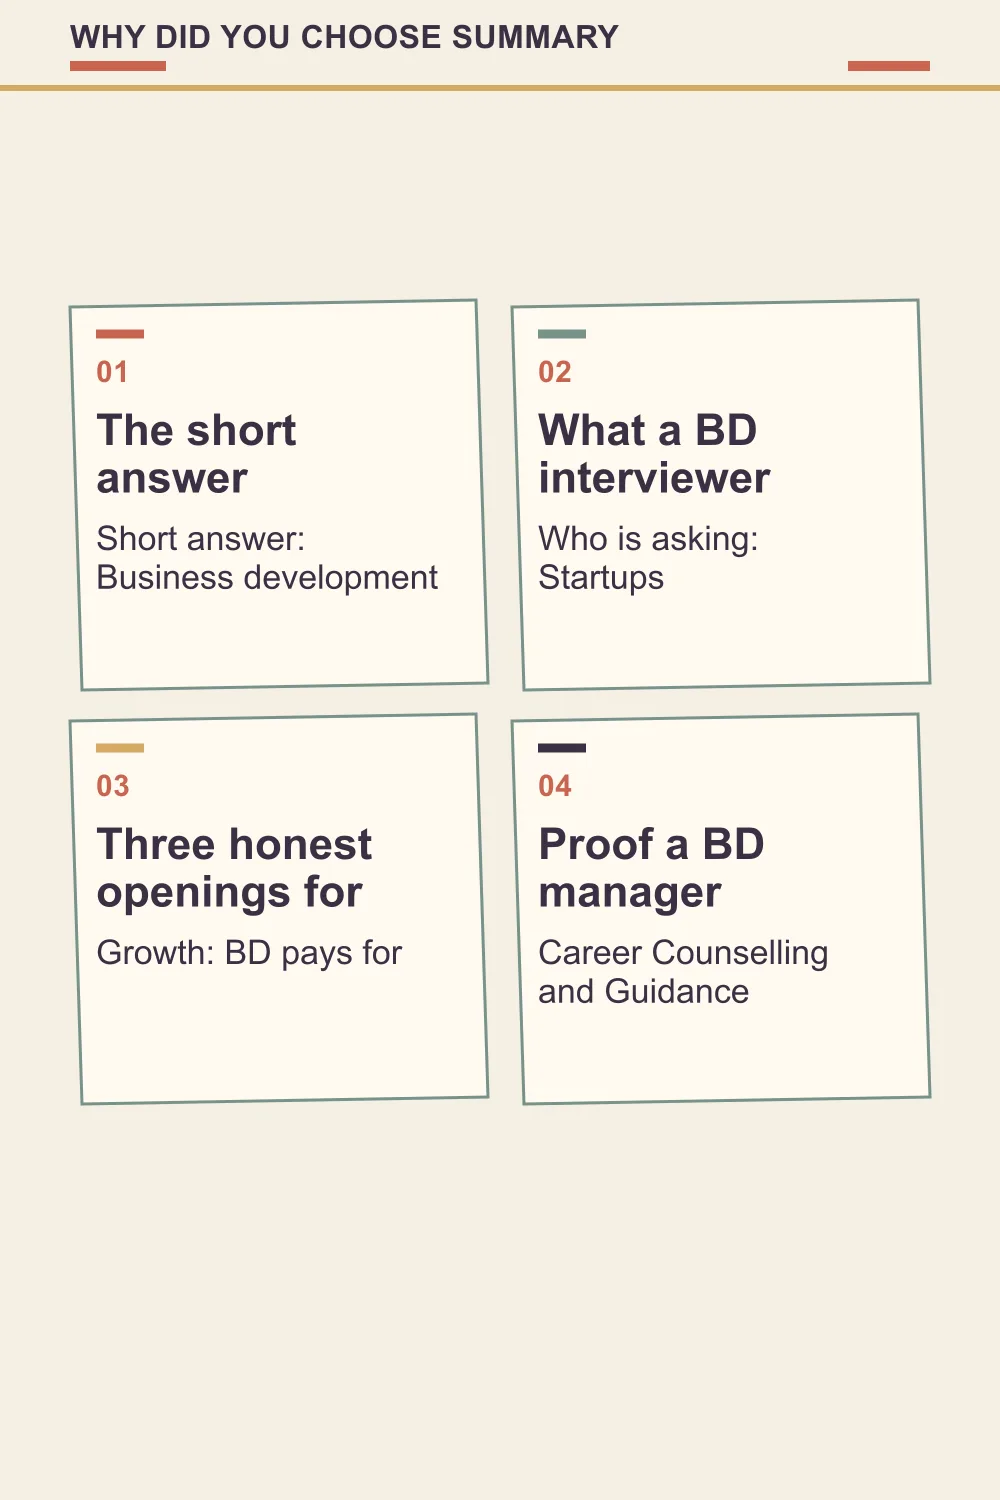 WHY DID YOU CHOOSE SUMMARY
01
The short
answer
Short answer:
Business development
02
What a BD
interviewer
Who is asking:
Startups
03
Three honest
openings for
Growth: BD pays for
04
Proof a BD
manager
Career Counselling
and Guidance